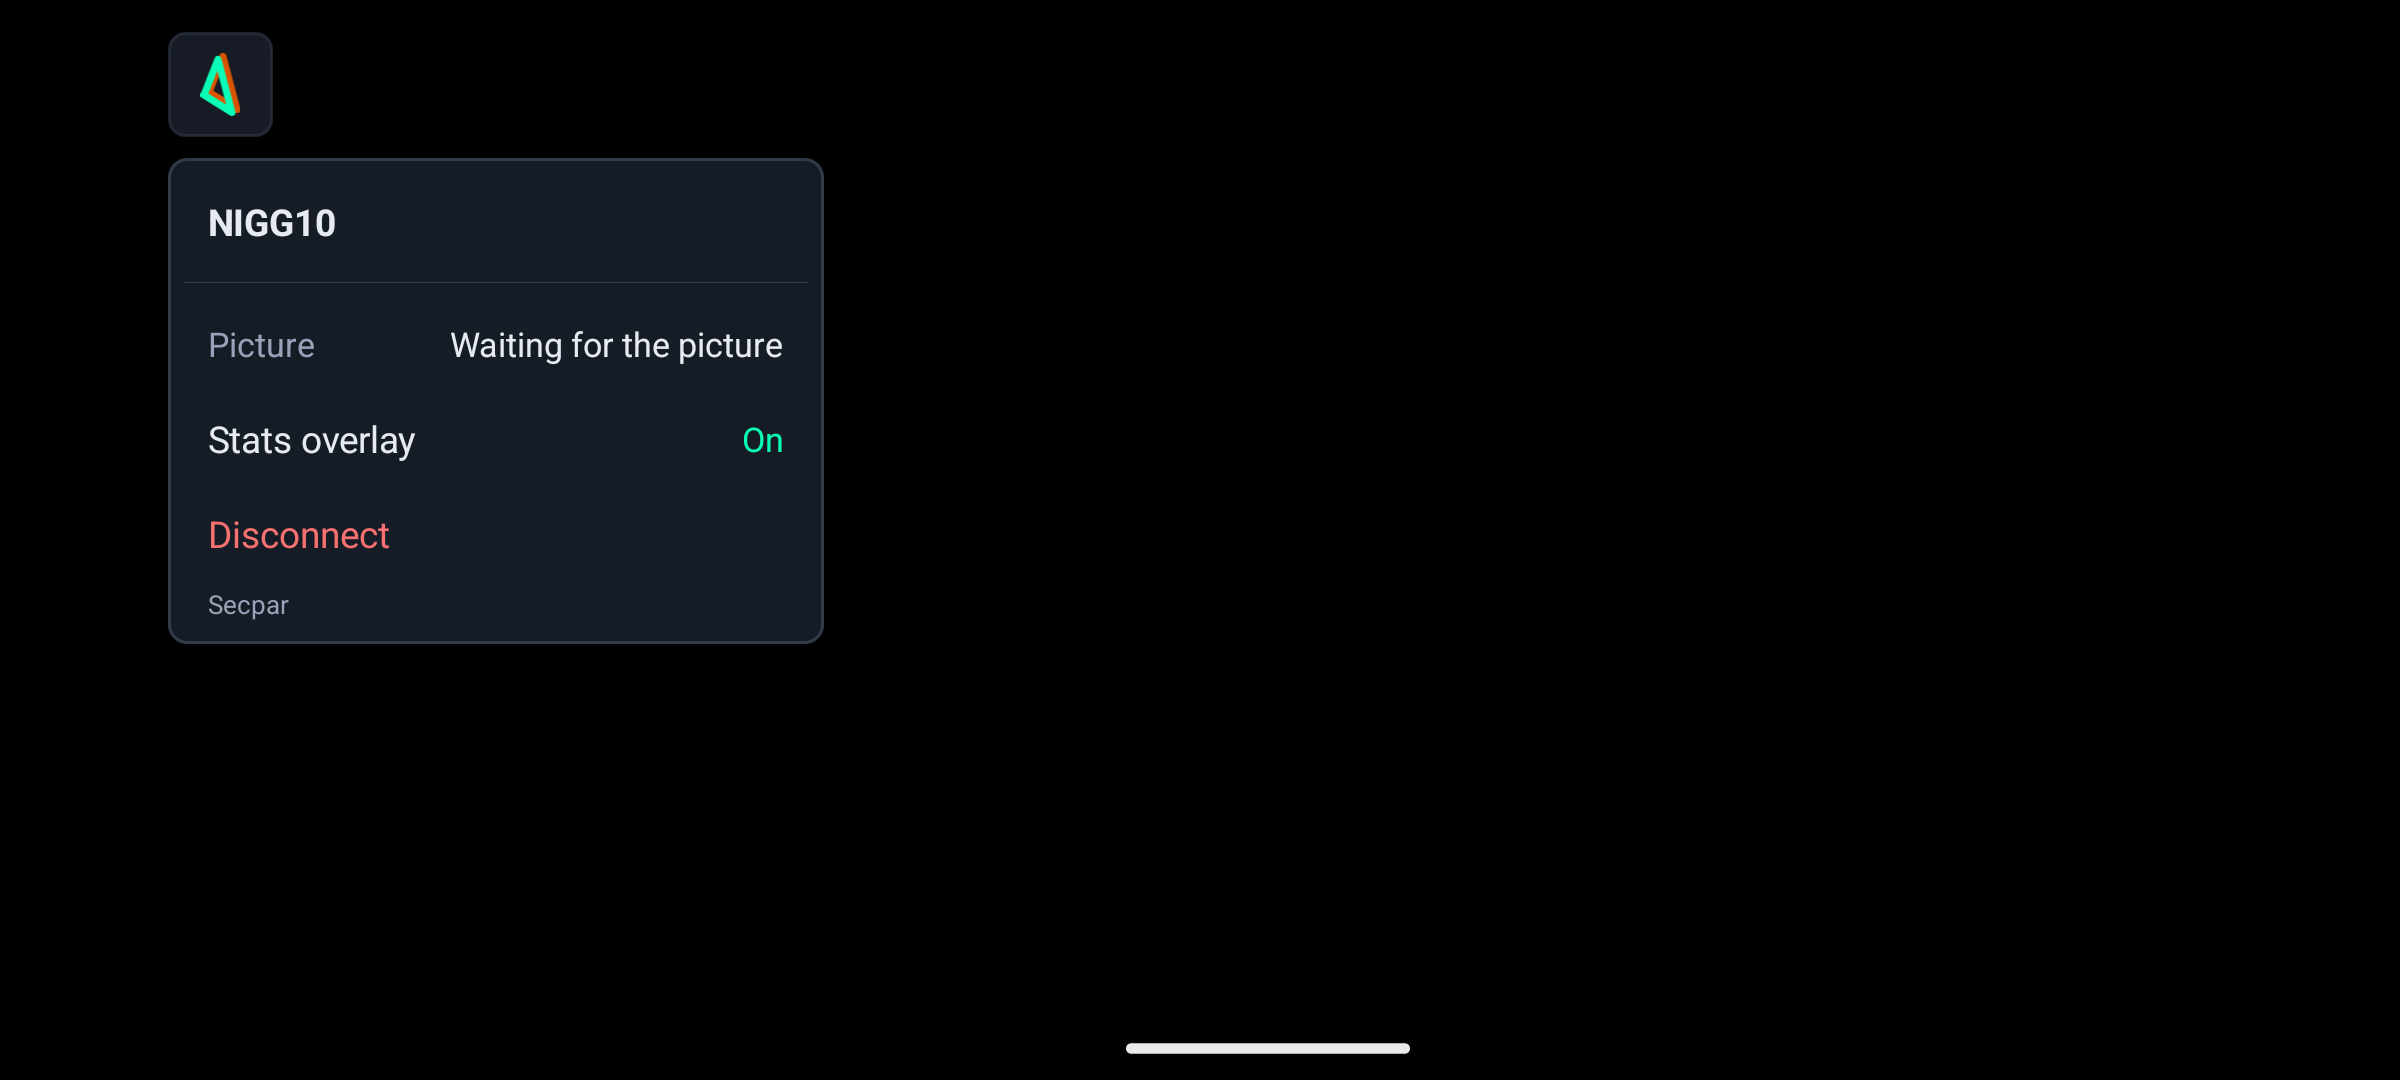 NIGG10
Picture Waiting for the picture
Stats overlay On
Disconnect
Secpar